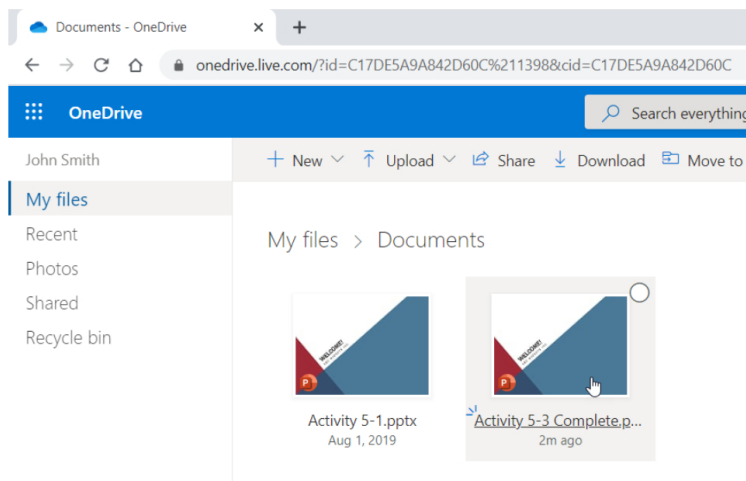 Documents - OneDrive
onedrive.live.com/?id=C17DE5A9A842D60C%211398&cid=C17DE5A9A842D60C
OneDrive
Search everything
John Smith
New Upload Share Download Move to
My files
Recent
Photos
Shared
Recycle bin
My files > Documents
WELCOME!
WELCOME!
P
P
Activity 5-1.pptx
Aug 1, 2019
Activity 5-3 Complete.p...
2m ago